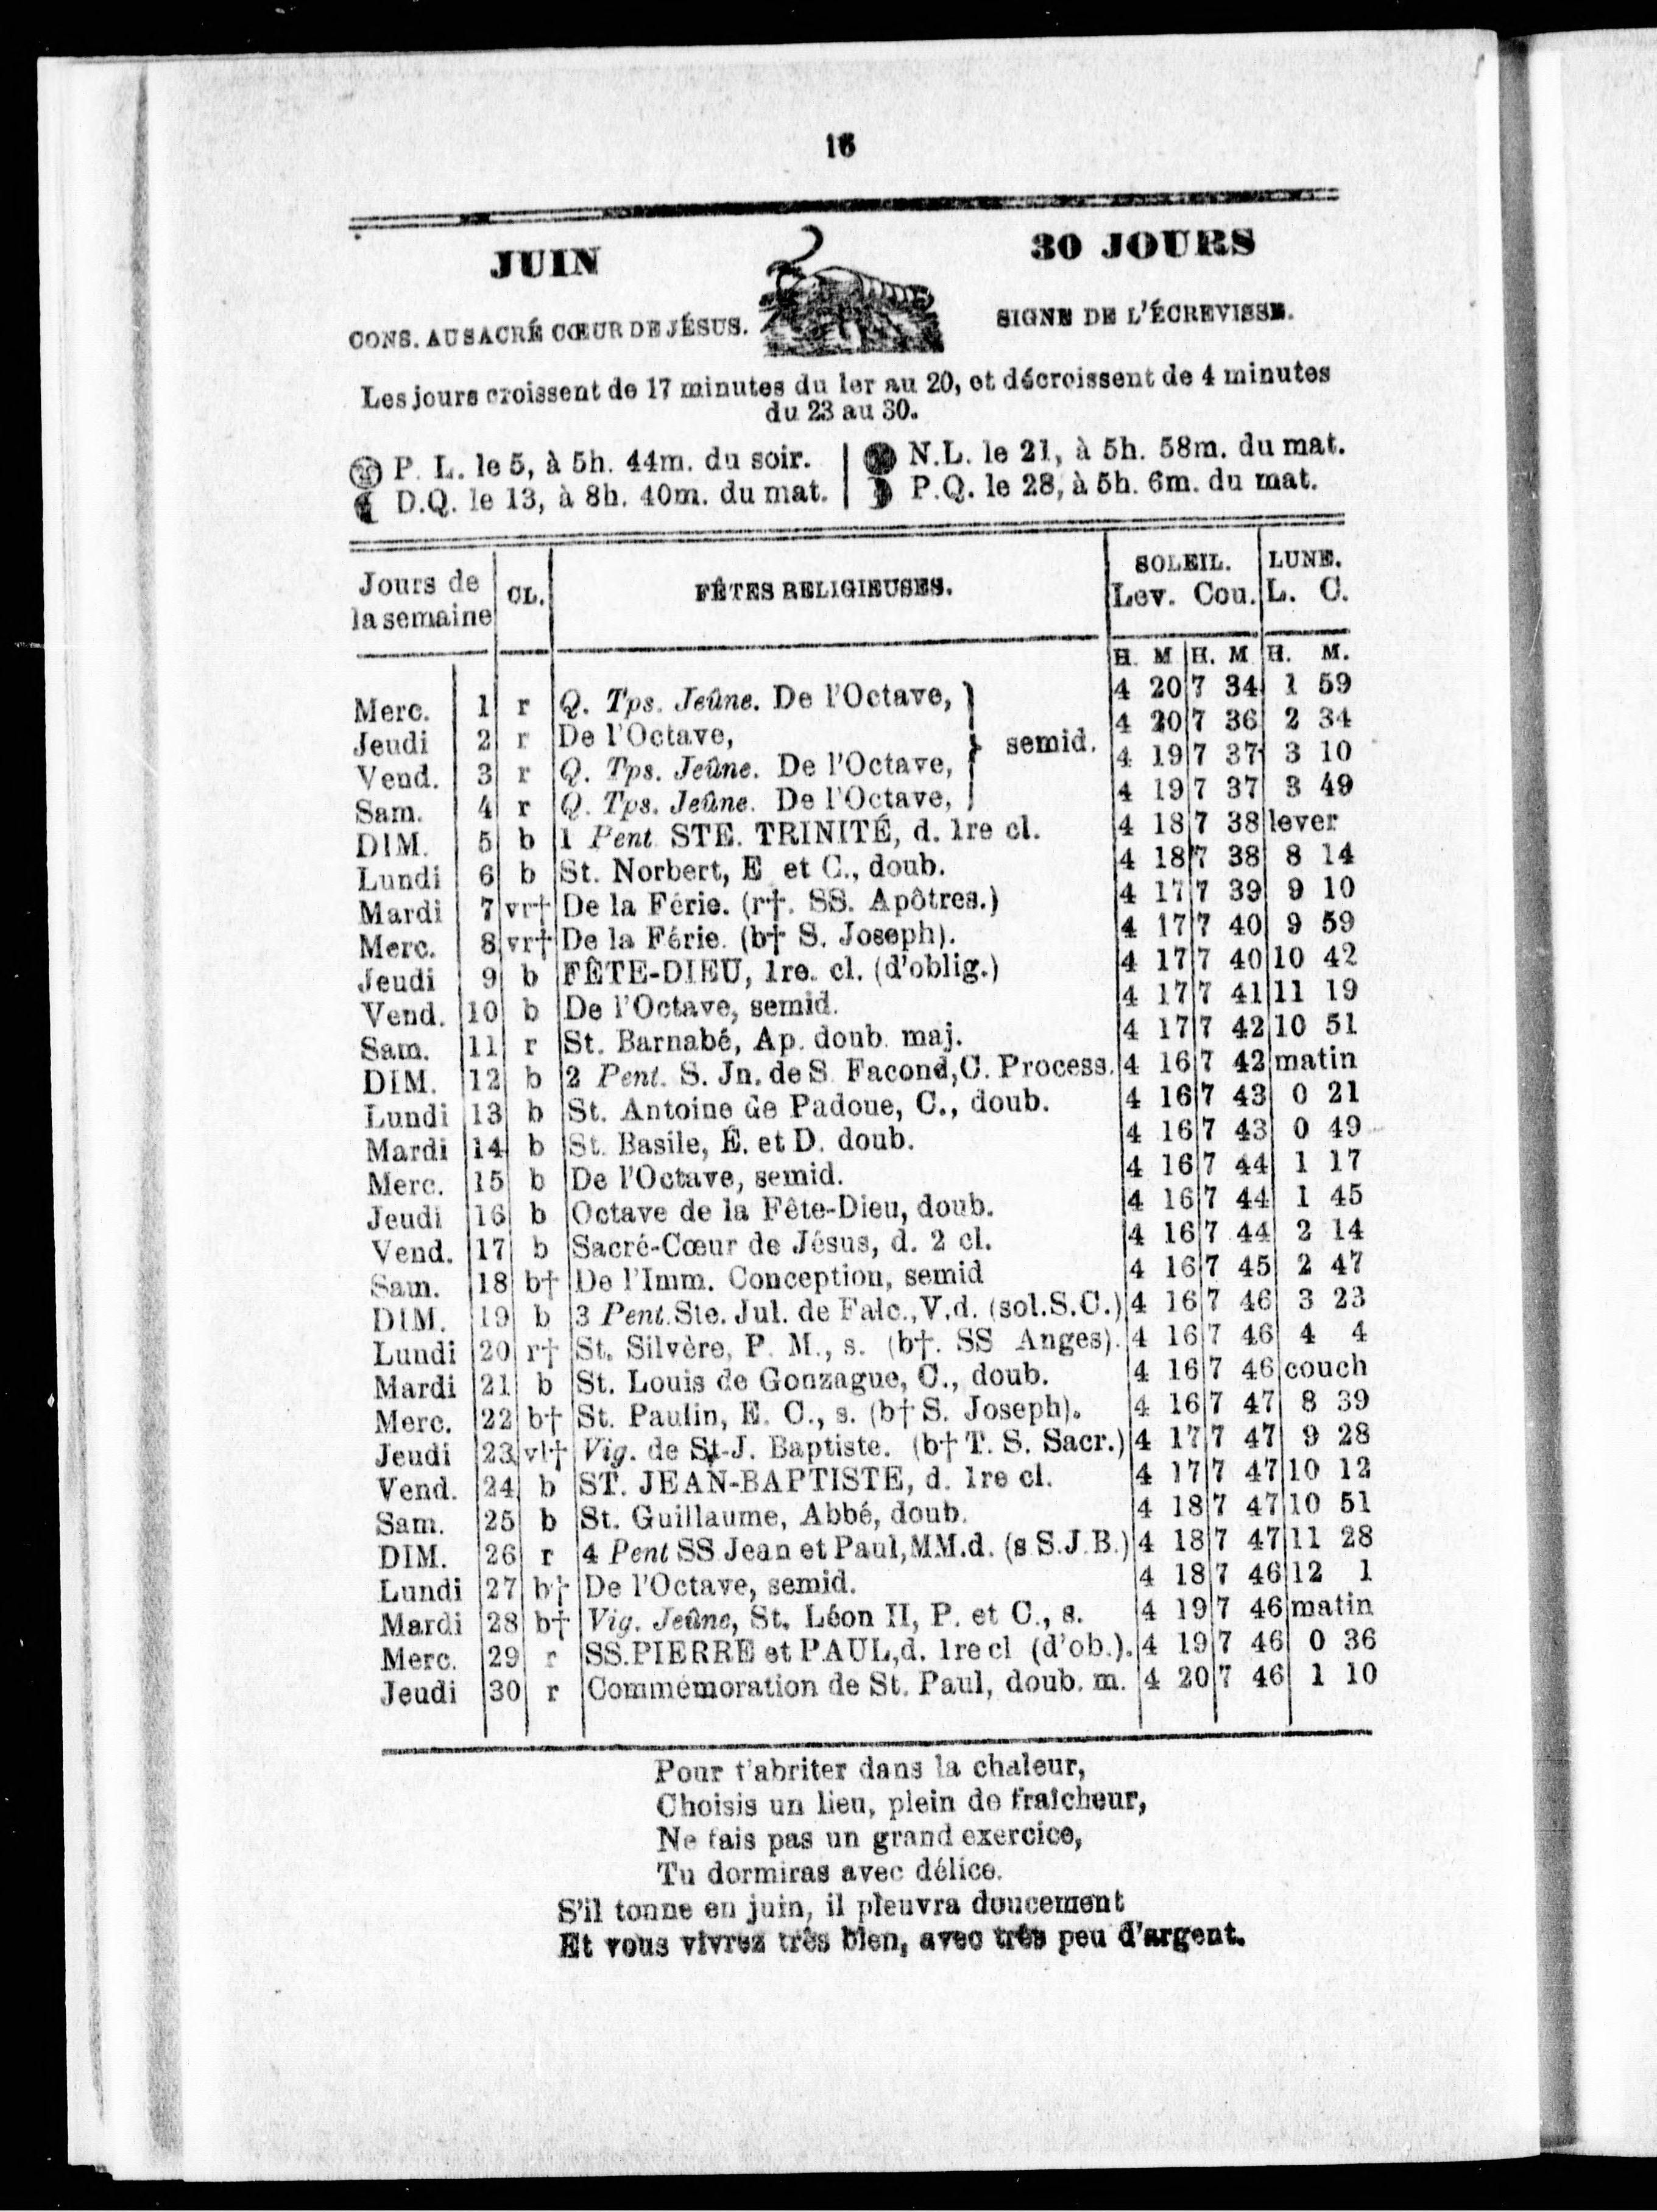 16
JUIN
30 JOURS
CONS. AU SACRÉ CŒUR DE JÉSUS.
SIGNE DE L'ÉCREVISSE.
Les jours croissent de 17 minutes du 1er au 20, et décroissent de 4 minutes
du 23 au 30.
P. L. le 5, à 5h. 44m. du soir.
D.Q. le 13, à 8h. 40m. du mat.
N.L. le 21, à 5h. 58m. du mat.
P.Q. le 28, à 5h. 6m. du mat.
Jours de la semaine CL. FÊTES RELIGIEUSES. SOLEIL. LUNE.
Lev. Cou. L. C.
H. M H. M H. M.
Merc. 1 r Q. Tps. Jeûne. De l'Octave, 4 20 7 34 1 59
Jeudi 2 r De l'Octave, semid. 4 20 7 36 2 34
Vend. 3 r Q. Tps. Jeûne. De l'Octave, 4 19 7 37 3 10
Sam. 4 r Q. Tps. Jeûne. De l'Octave, 4 19 7 37 3 49
DIM. 5 b 1 Pent. STE. TRINITÉ, d. 1re cl. 4 18 7 38 lever
Lundi 6 b St. Norbert, E et C., doub. 4 18 7 38 8 14
Mardi 7 vr† De la Férie. (r†. SS. Apôtres.) 4 17 7 39 9 10
Merc. 8 vr† De la Férie. (b† S. Joseph). 4 17 7 40 9 59
Jeudi 9 b FÊTE-DIEU, 1re. cl. (d'oblig.) 4 17 7 40 10 42
Vend. 10 b De l'Octave, semid. 4 17 7 41 11 19
Sam. 11 r St. Barnabé, Ap. doub. maj. 4 17 7 42 10 51
DIM. 12 b 2 Pent. S. Jn. de S Facond, C. Process. 4 16 7 42 matin
Lundi 13 b St. Antoine de Padoue, C., doub. 4 16 7 43 0 21
Mardi 14 b St. Basile, É. et D. doub. 4 16 7 43 0 49
Merc. 15 b De l'Octave, semid. 4 16 7 44 1 17
Jeudi 16 b Octave de la Fête-Dieu, doub. 4 16 7 44 1 45
Vend. 17 b Sacré-Cœur de Jésus, d. 2 cl. 4 16 7 44 2 14
Sam. 18 b† De l'Imm. Conception, semid 4 16 7 45 2 47
DIM. 19 b 3 Pent. Ste. Jul. de Falc., V.d. (sol.S.C.) 4 16 7 46 3 23
Lundi 20 r† St. Silvère, P. M., s. (b†. SS Anges). 4 16 7 46 4 4
Mardi 21 b St. Louis de Gonzague, C., doub. 4 16 7 46 couch
Merc. 22 b† St. Paulin, E. C., s. (b† S. Joseph). 4 16 7 47 8 39
Jeudi 23 vl† Vig. de St-J. Baptiste. (b† T. S. Sacr.) 4 17 7 47 9 28
Vend. 24 b ST. JEAN-BAPTISTE, d. 1re cl. 4 17 7 47 10 12
Sam. 25 b St. Guillaume, Abbé, doub. 4 18 7 47 10 51
DIM. 26 r 4 Pent SS Jean et Paul, MM.d. (s S.J.B.) 4 18 7 47 11 28
Lundi 27 b† De l'Octave, semid. 4 18 7 46 12 1
Mardi 28 b† Vig. Jeûne, St. Léon II, P. et C., s. 4 19 7 46 matin
Merc. 29 r SS. PIERRE et PAUL, d. 1re cl (d'ob.). 4 19 7 46 0 36
Jeudi 30 r Commémoration de St. Paul, doub. m. 4 20 7 46 1 10
Pour t'abriter dans la chaleur,
Choisis un lieu, plein de fraîcheur,
Ne fais pas un grand exercice,
Tu dormiras avec délice.
S'il tonne en juin, il pleuvra doucement
Et vous vivrez très bien, avec très peu d'argent.